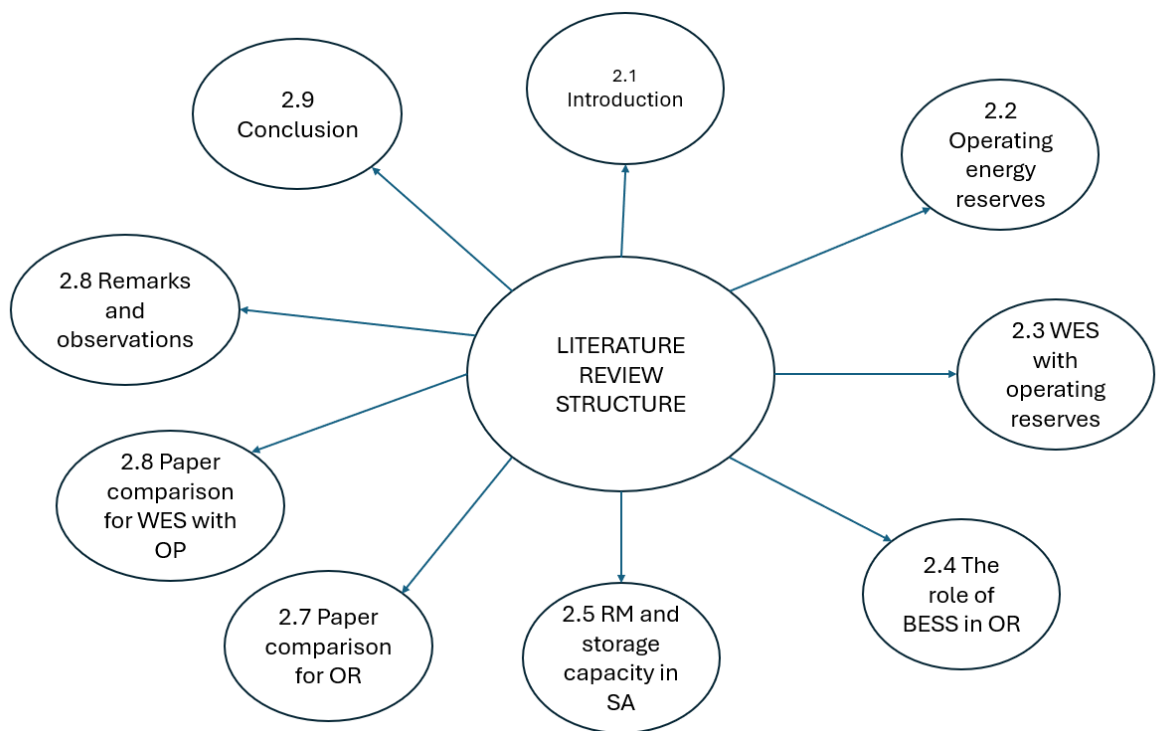 LITERATURE
REVIEW
STRUCTURE
2.1
Introduction
2.2
Operating
energy
reserves
2.3 WES
with
operating
reserves
2.4 The
role of
BESS in OR
2.5 RM and
storage
capacity in
SA
2.7 Paper
comparison
for OR
2.8 Paper
comparison
for WES with
OP
2.8 Remarks
and
observations
2.9
Conclusion